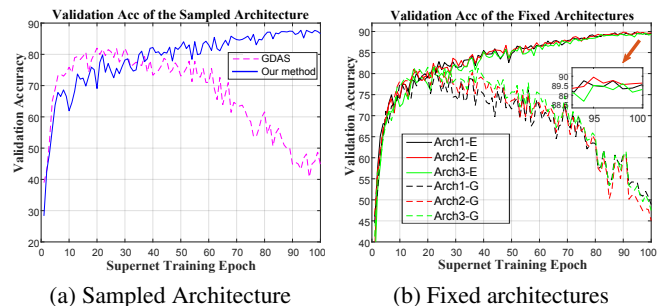 Validation Acc of the Sampled Architecture
Validation Accuracy
90
80
70
60
50
40
30
20
GDAS
Our method
0 10 20 30 40 50 60 70 80 90 100
Supernet Training Epoch
(a) Sampled Architecture
Validation Acc of the Fixed Architectures
Validation Accuracy
90
85
80
75
70
65
60
55
50
45
40
90
89.5
89
88.5
95 100
Arch1-E
Arch2-E
Arch3-E
Arch1-G
Arch2-G
Arch3-G
0 10 20 30 40 50 60 70 80 90 100
Supernet Training Epoch
(b) Fixed architectures